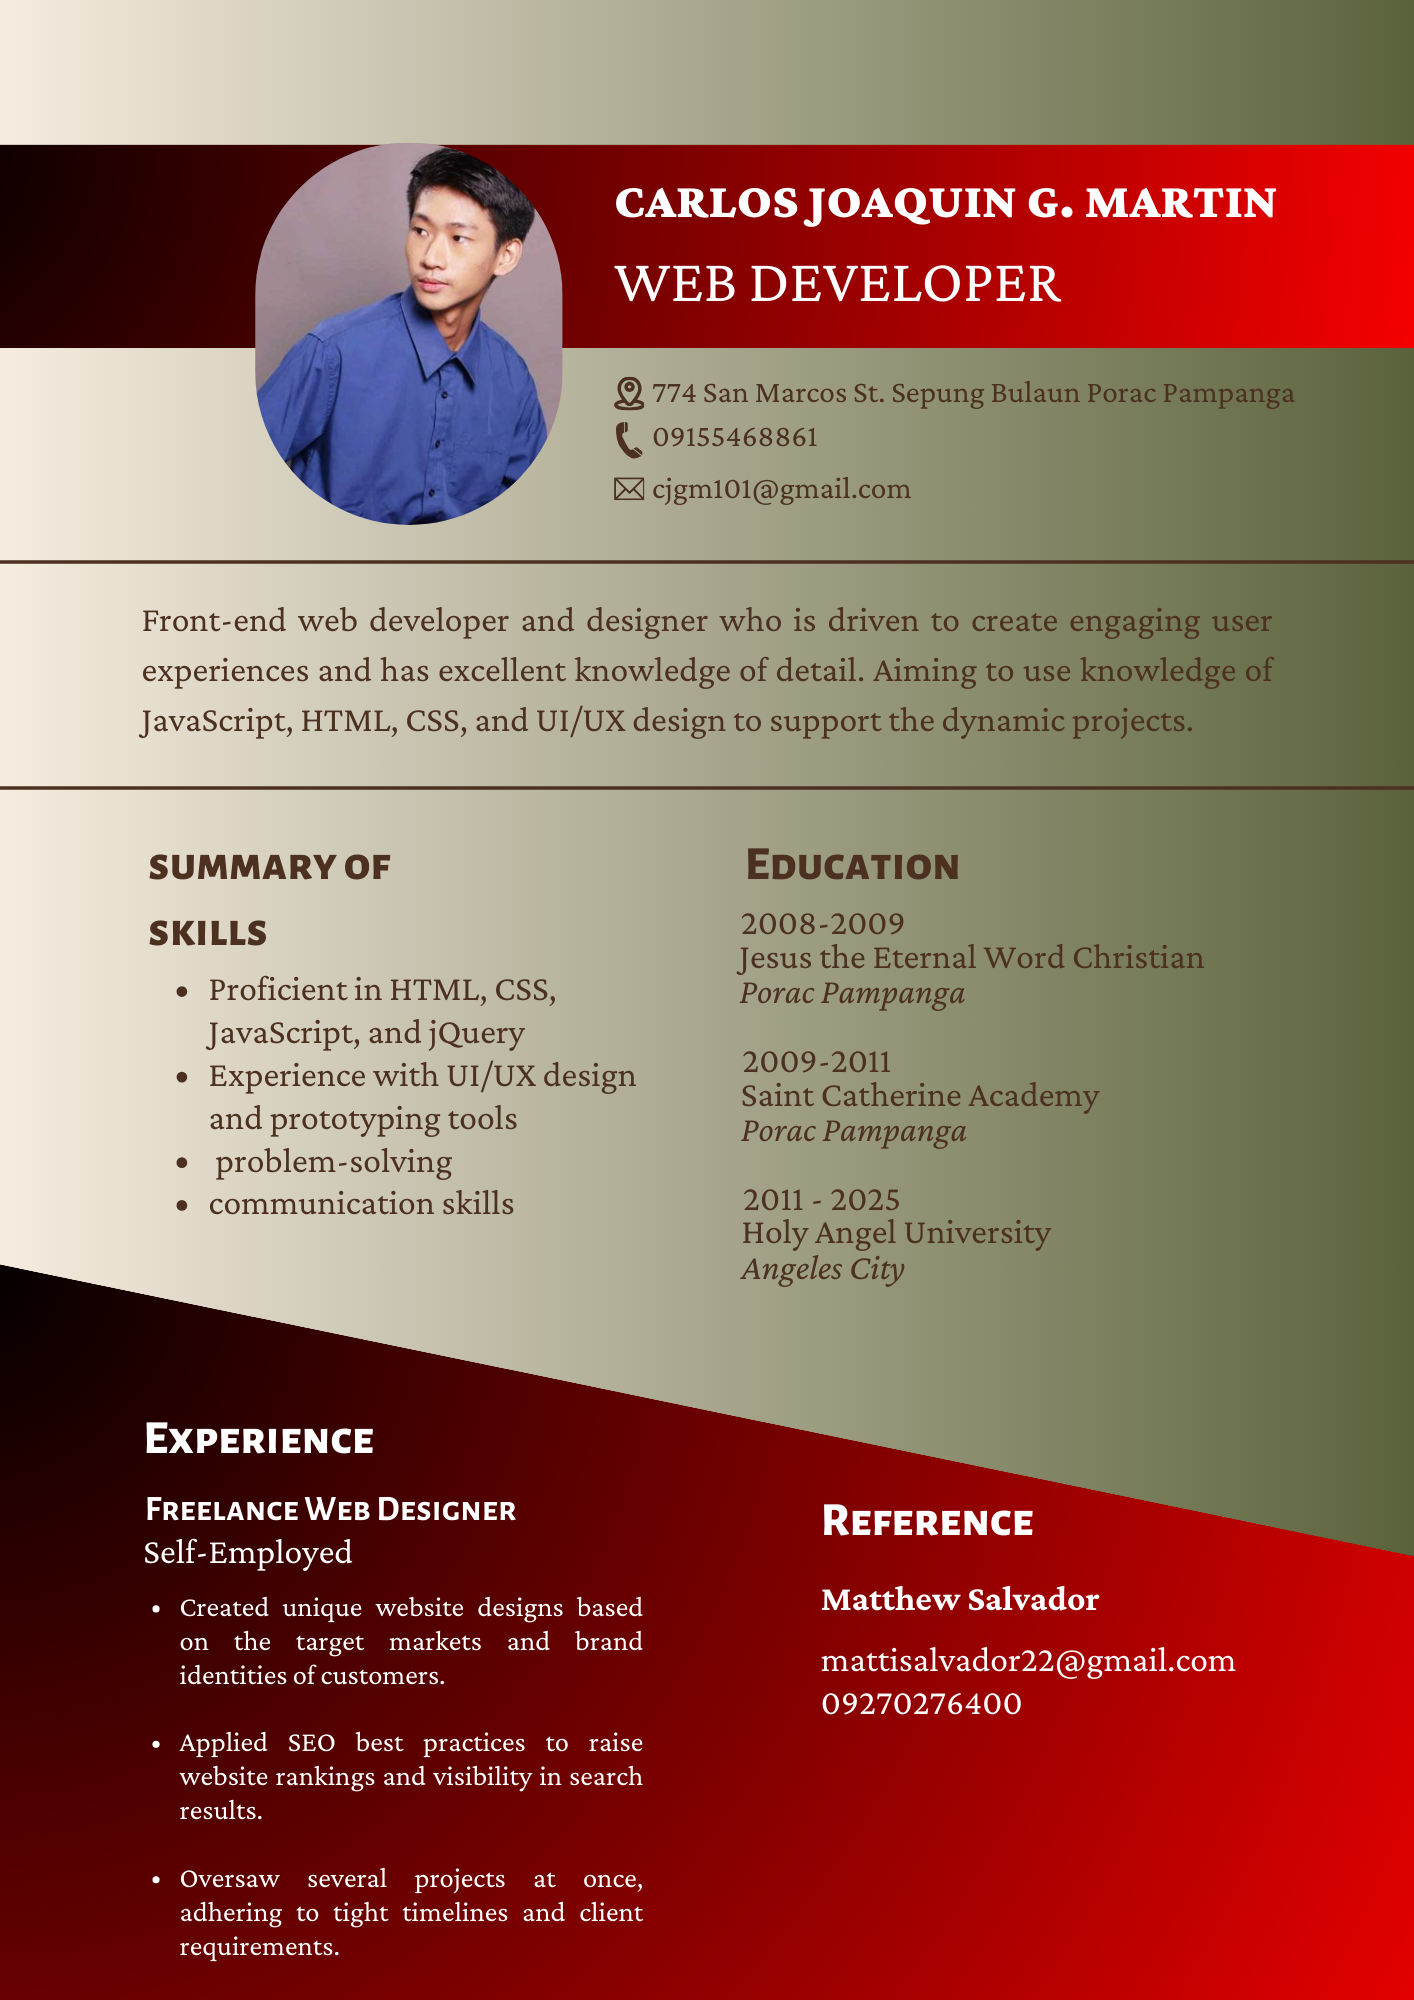 CARLOS JOAQUIN G. MARTIN
WEB DEVELOPER
774 San Marcos St. Sepung Bulaun Porac Pampanga
09155468861
cjgm101@gmail.com
Front-end web developer and designer who is driven to create engaging user
experiences and has excellent knowledge of detail. Aiming to use knowledge of
JavaScript, HTML, CSS, and UI/UX design to support the dynamic projects.
SUMMARY OF
SKILLS
• Proficient in HTML, CSS,
JavaScript, and jQuery
• Experience with UI/UX design
and prototyping tools
• problem-solving
• communication skills
EDUCATION
2008-2009
Jesus the Eternal Word Christian
Porac Pampanga
2009-2011
Saint Catherine Academy
Porac Pampanga
2011 - 2025
Holy Angel University
Angeles City
EXPERIENCE
FREELANCE WEB DESIGNER
Self-Employed
• Created unique website designs based
on the target markets and brand
identities of customers.
• Applied SEO best practices to raise
website rankings and visibility in search
results.
• Oversaw several projects at once,
adhering to tight timelines and client
requirements.
REFERENCE
Matthew Salvador
mattisalvador22@gmail.com
09270276400